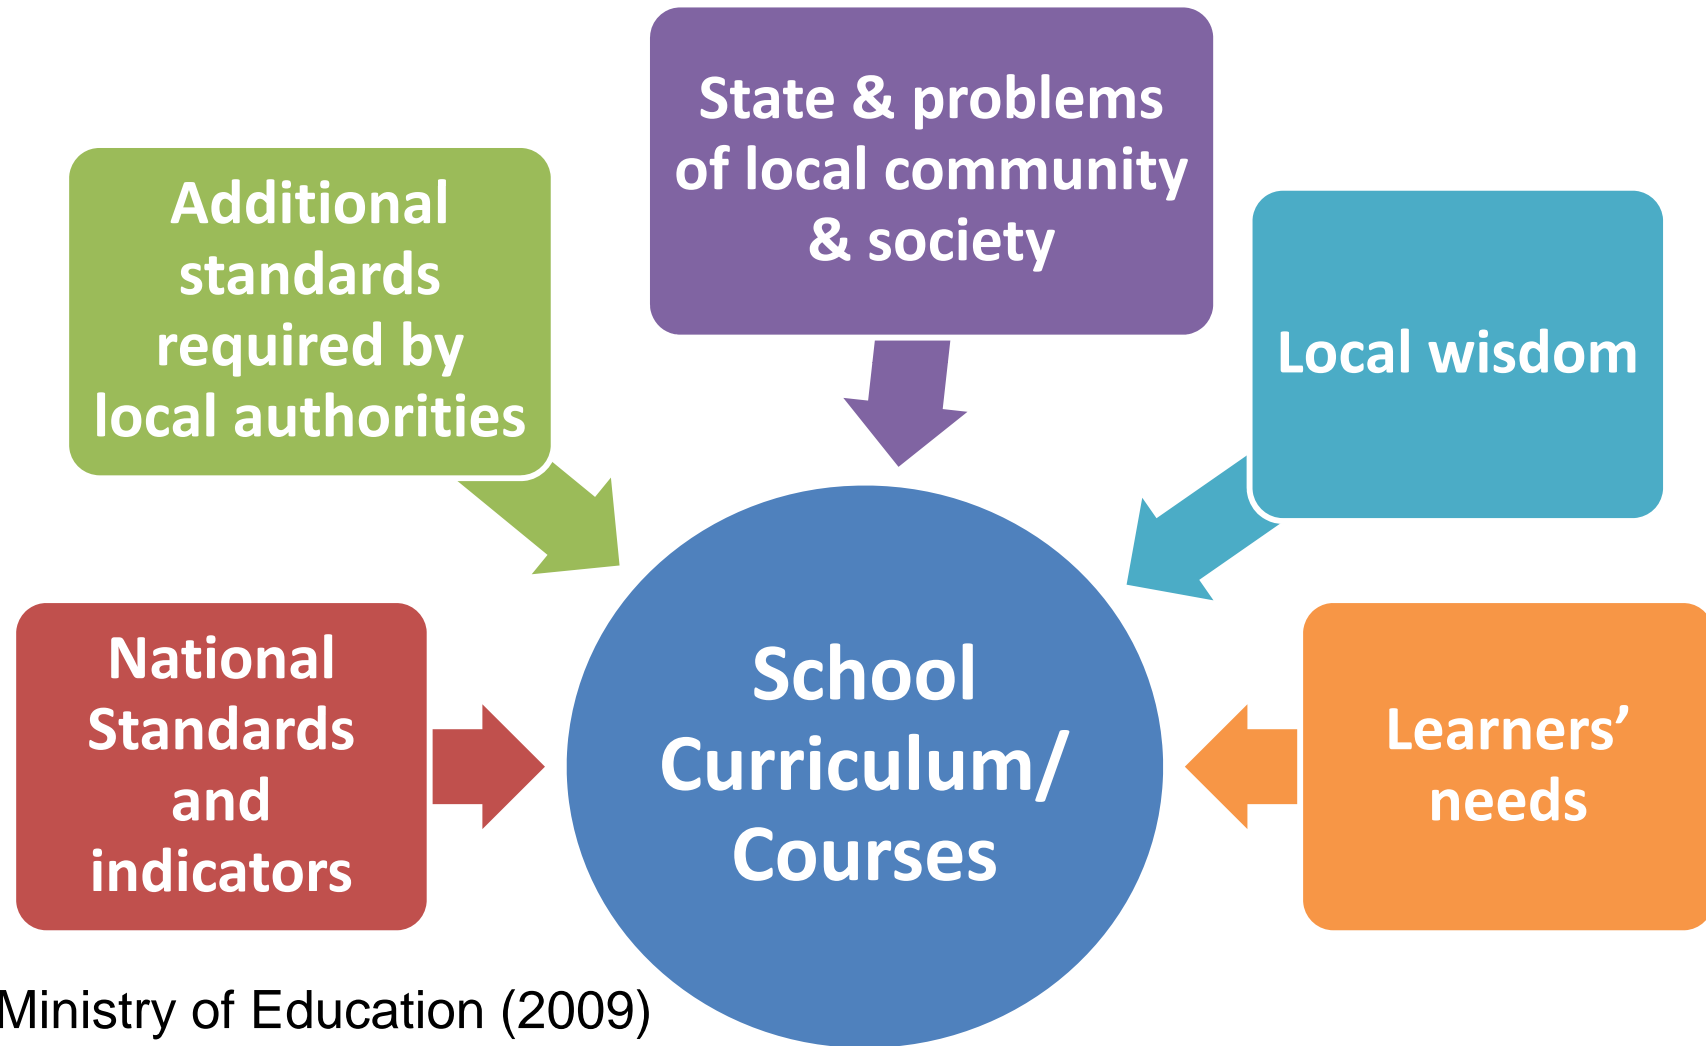 State & problems
of local community
& society
Additional
standards
required by
local authorities
Local wisdom
National
Standards
and
indicators
School
Curriculum/
Courses
Learners’
needs
Ministry of Education (2009)